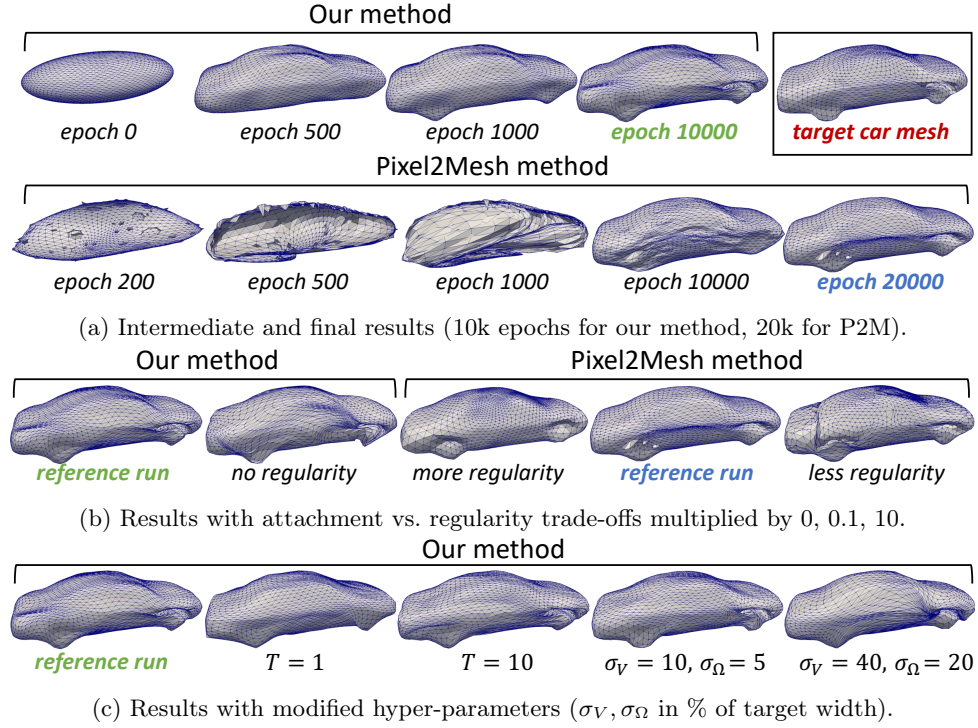 Our method
epoch 0 epoch 500 epoch 1000 epoch 10000 target car mesh
Pixel2Mesh method
epoch 200 epoch 500 epoch 1000 epoch 10000 epoch 20000
(a) Intermediate and final results (10k epochs for our method, 20k for P2M).
Our method Pixel2Mesh method
reference run no regularity more regularity reference run less regularity
(b) Results with attachment vs. regularity trade-offs multiplied by 0, 0.1, 10.
Our method
reference run T = 1 T = 10 σ_V = 10, σ_Ω = 5 σ_V = 40, σ_Ω = 20
(c) Results with modified hyper-parameters (σ_V, σ_Ω in % of target width).